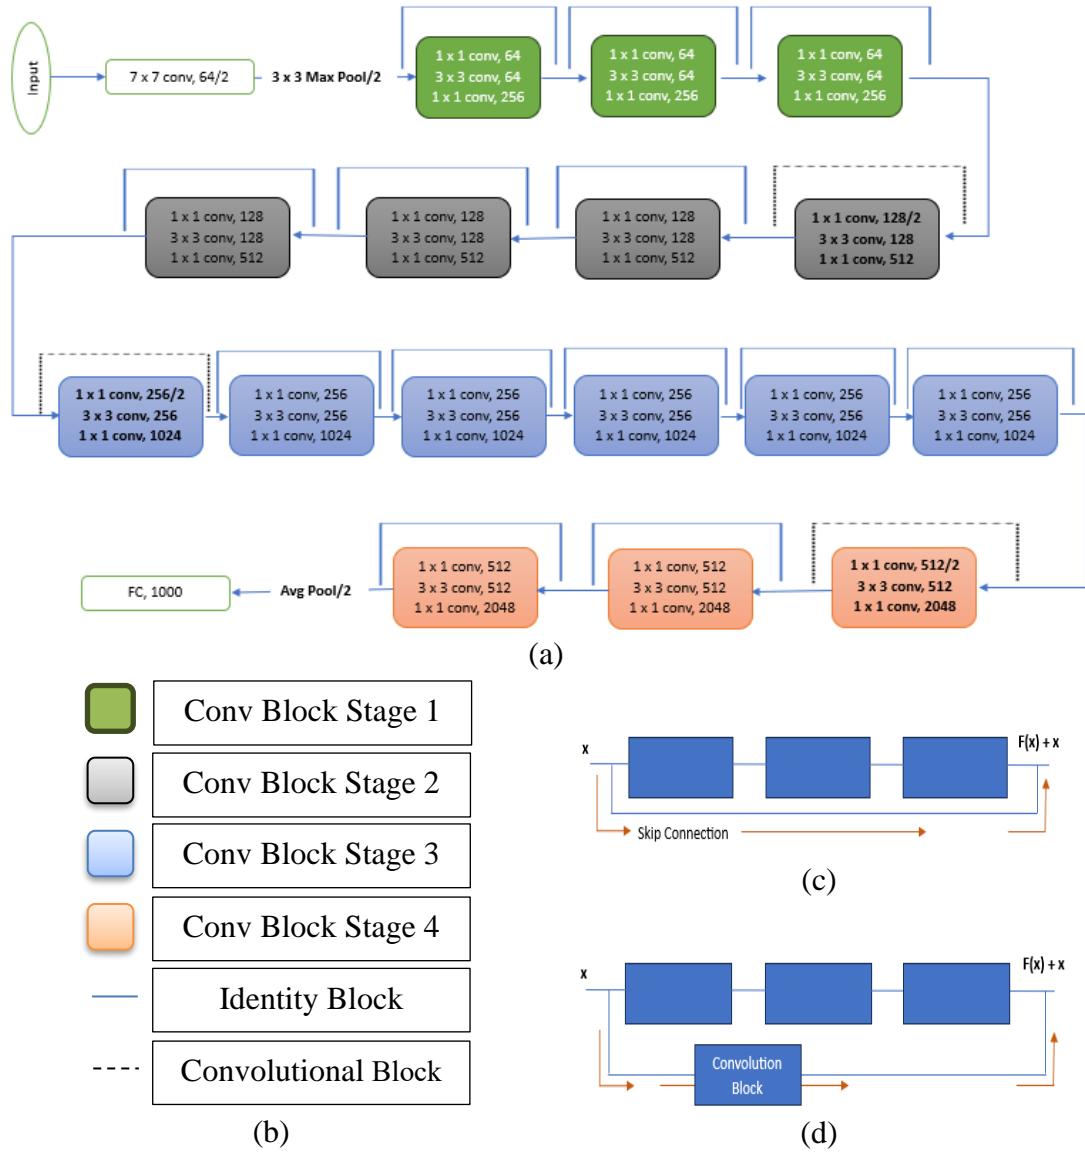 Input
7 x 7 conv, 64/2
3 x 3 Max Pool/2
1 x 1 conv, 64
3 x 3 conv, 64
1 x 1 conv, 256
1 x 1 conv, 64
3 x 3 conv, 64
1 x 1 conv, 256
1 x 1 conv, 64
3 x 3 conv, 64
1 x 1 conv, 256
1 x 1 conv, 128
3 x 3 conv, 128
1 x 1 conv, 512
1 x 1 conv, 128
3 x 3 conv, 128
1 x 1 conv, 512
1 x 1 conv, 128
3 x 3 conv, 128
1 x 1 conv, 512
1 x 1 conv, 128/2
3 x 3 conv, 128
1 x 1 conv, 512
1 x 1 conv, 256/2
3 x 3 conv, 256
1 x 1 conv, 1024
1 x 1 conv, 256
3 x 3 conv, 256
1 x 1 conv, 1024
1 x 1 conv, 256
3 x 3 conv, 256
1 x 1 conv, 1024
1 x 1 conv, 256
3 x 3 conv, 256
1 x 1 conv, 1024
1 x 1 conv, 256
3 x 3 conv, 256
1 x 1 conv, 1024
1 x 1 conv, 256
3 x 3 conv, 256
1 x 1 conv, 1024
FC, 1000
Avg Pool/2
1 x 1 conv, 512
3 x 3 conv, 512
1 x 1 conv, 2048
1 x 1 conv, 512
3 x 3 conv, 512
1 x 1 conv, 2048
1 x 1 conv, 512/2
3 x 3 conv, 512
1 x 1 conv, 2048
(a)
Conv Block Stage 1
Conv Block Stage 2
Conv Block Stage 3
Conv Block Stage 4
Identity Block
Convolutional Block
(b)
x
F(x) + x
Skip Connection
(c)
x
F(x) + x
Convolution
Block
(d)